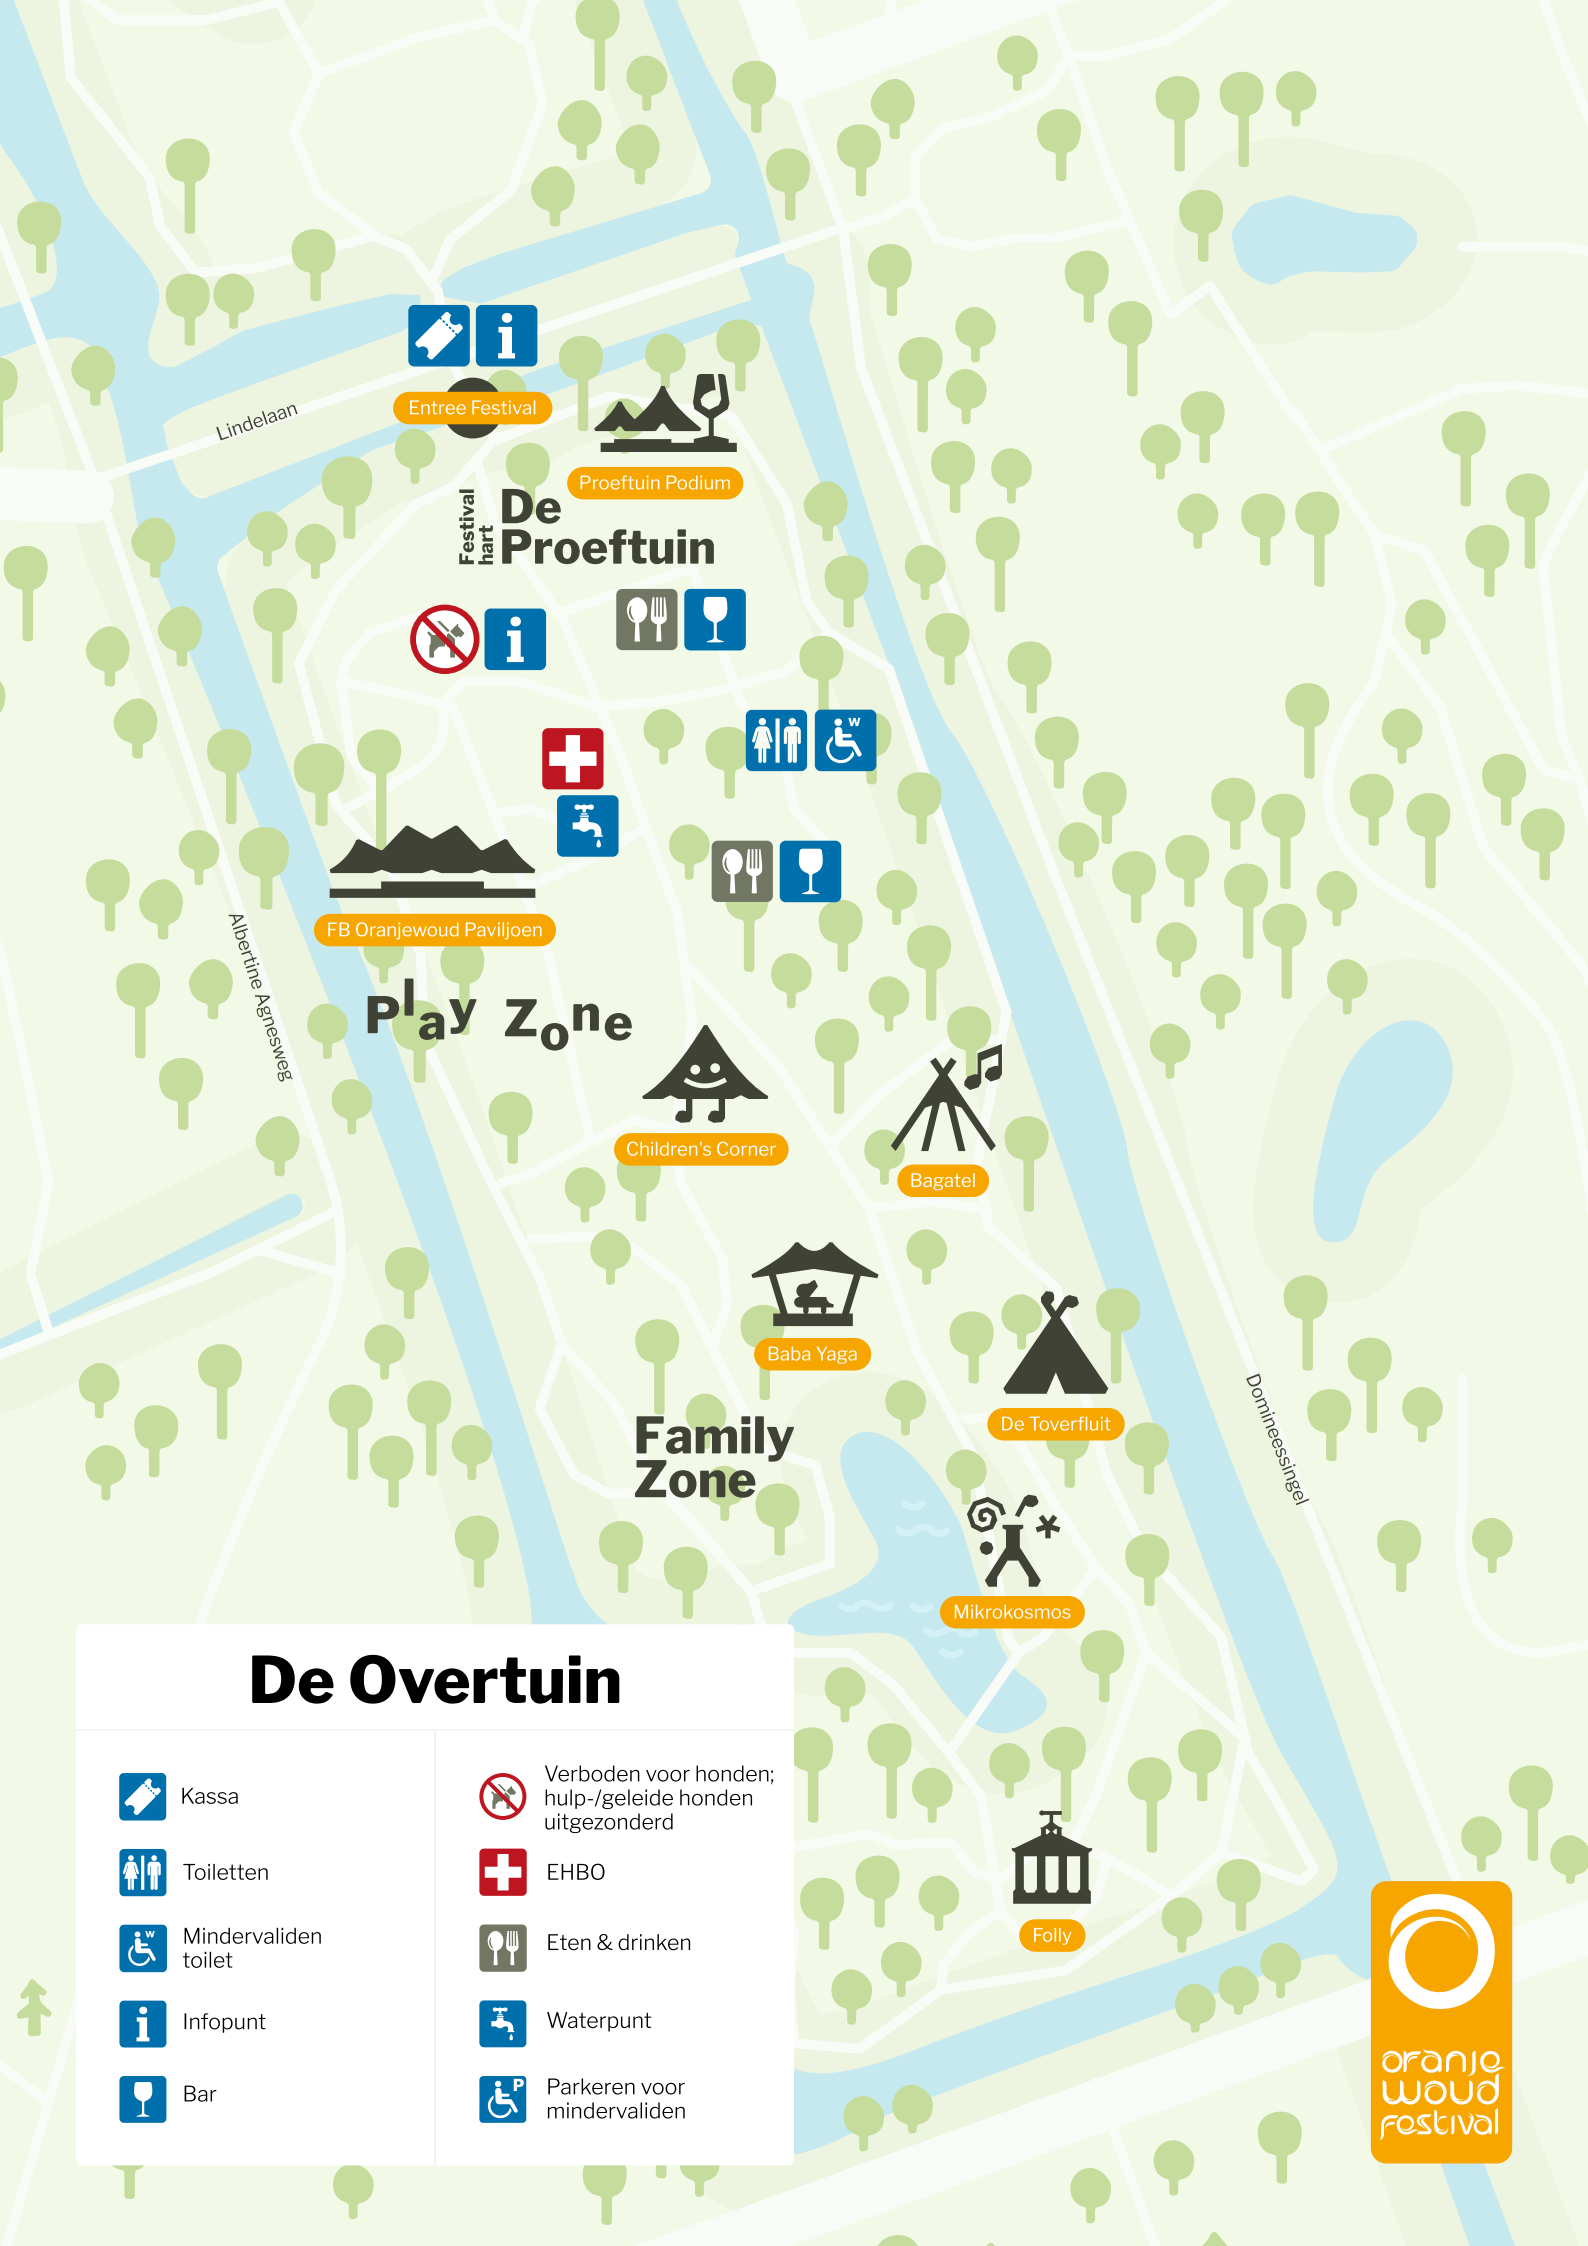 Lindelaan
Entree Festival
Proeftuin Podium
Festival
hart
De
Proeftuin
W
FB Oranjewoud Paviljoen
Albertine Agnesweg
Play Zone
Children's Corner
Bagatel
Baba Yaga
De Toverfluit
Family
Zone
Domineessingel
Mikrokosmos
Folly
De Overtuin
Kassa
Toiletten
W
Mindervaliden
toilet
Infopunt
Bar
Verboden voor honden;
hulp-/geleide honden
uitgezonderd
EHBO
Eten & drinken
Waterpunt
P
Parkeren voor
mindervaliden
oranje
woud
festival